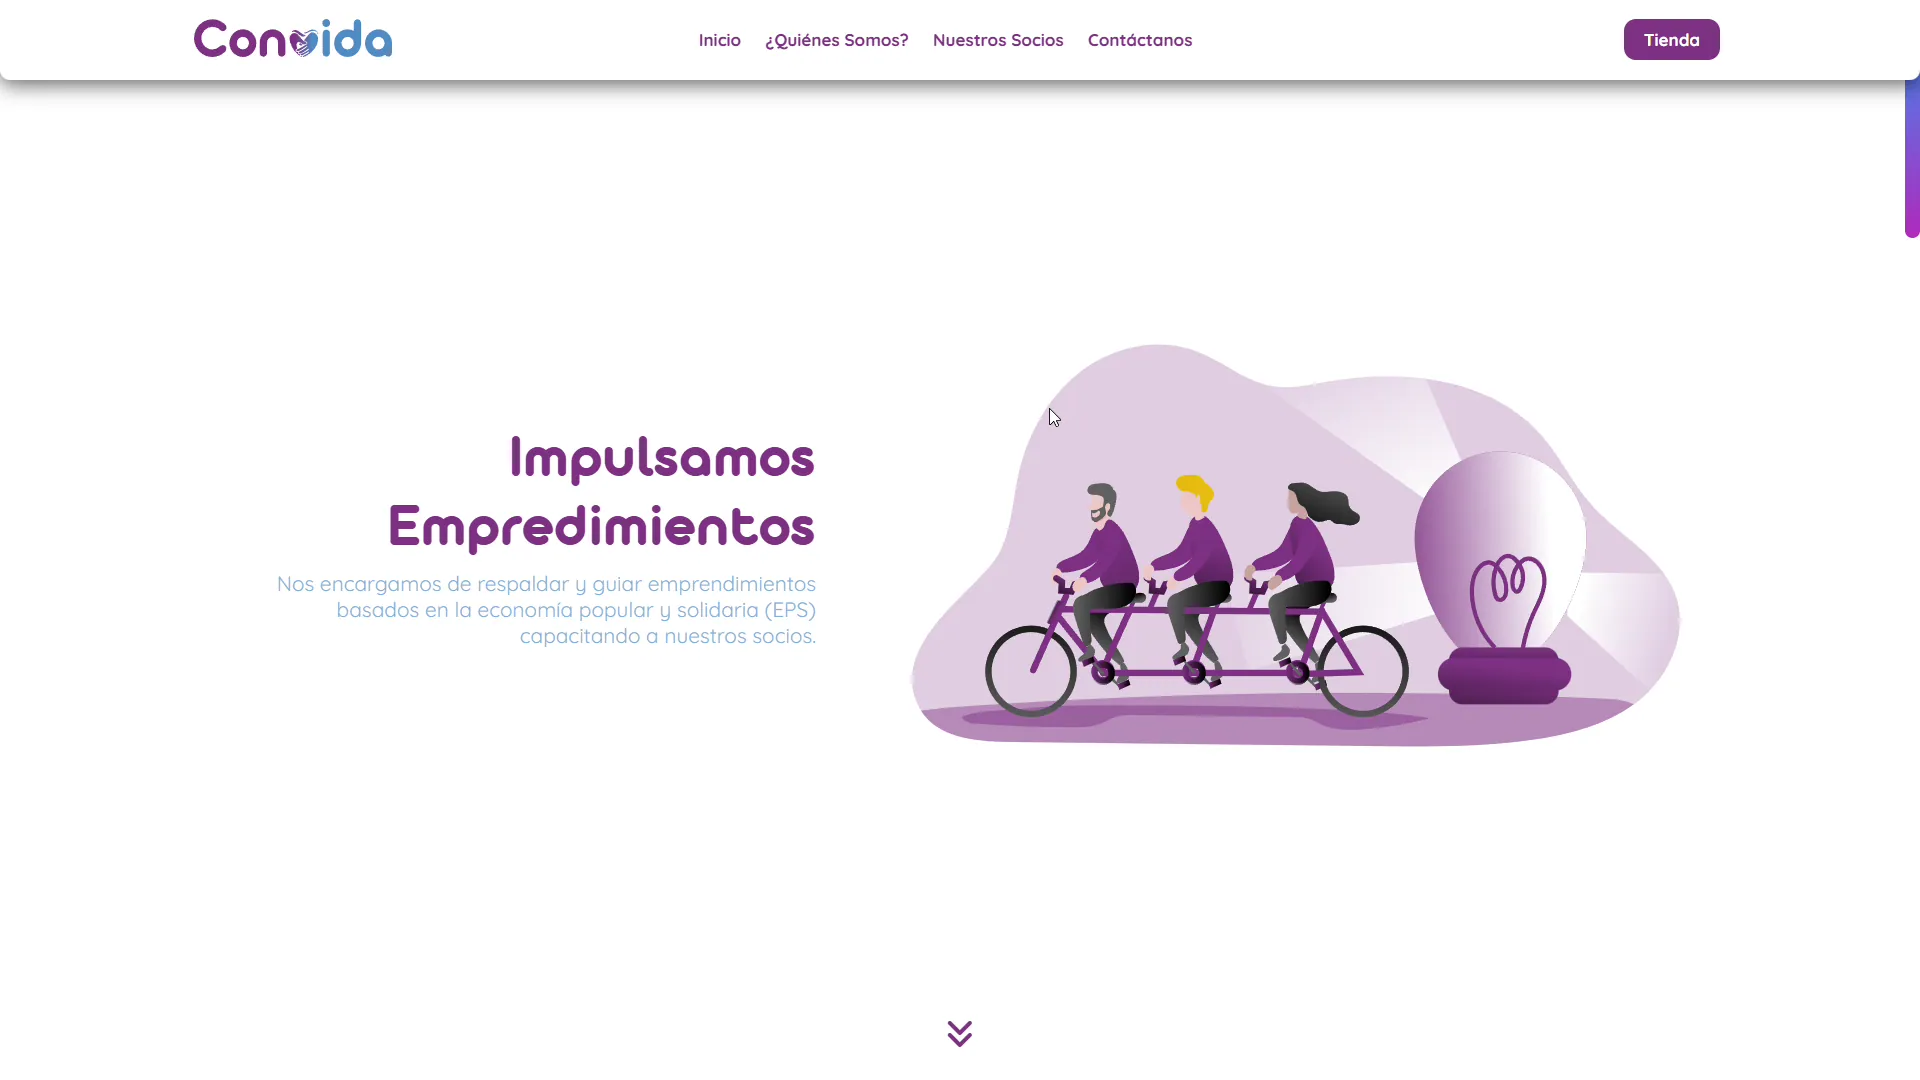 Convida
Inicio
¿Quiénes Somos?
Nuestros Socios
Contáctanos
Tienda
Impulsamos
Empredimientos
Nos encargamos de respaldar y guiar emprendimientos
basados en la economía popular y solidaria (EPS)
capacitando a nuestros socios.